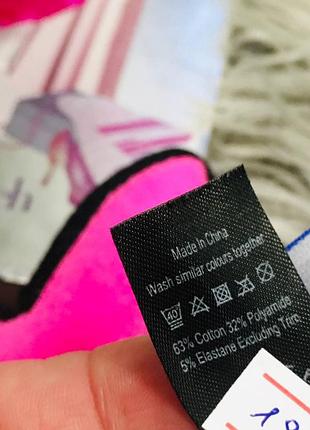 Made In China
Wash similar colours together
40
63% Cotton 32% Polyamide
5% Elastane Excluding Trim